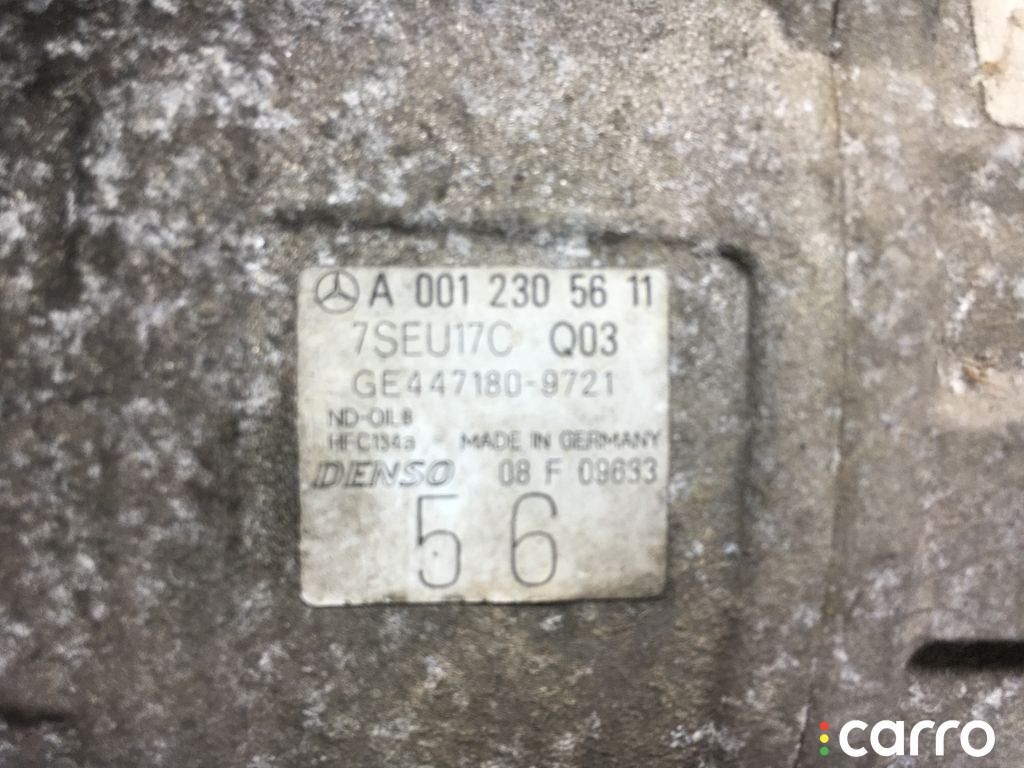 A 001 230 56 11
7SEU17C Q03
GE447180-9721
ND-OIL8
HFC134a MADE IN GERMANY
DENSO 08 F 09633
56
carro